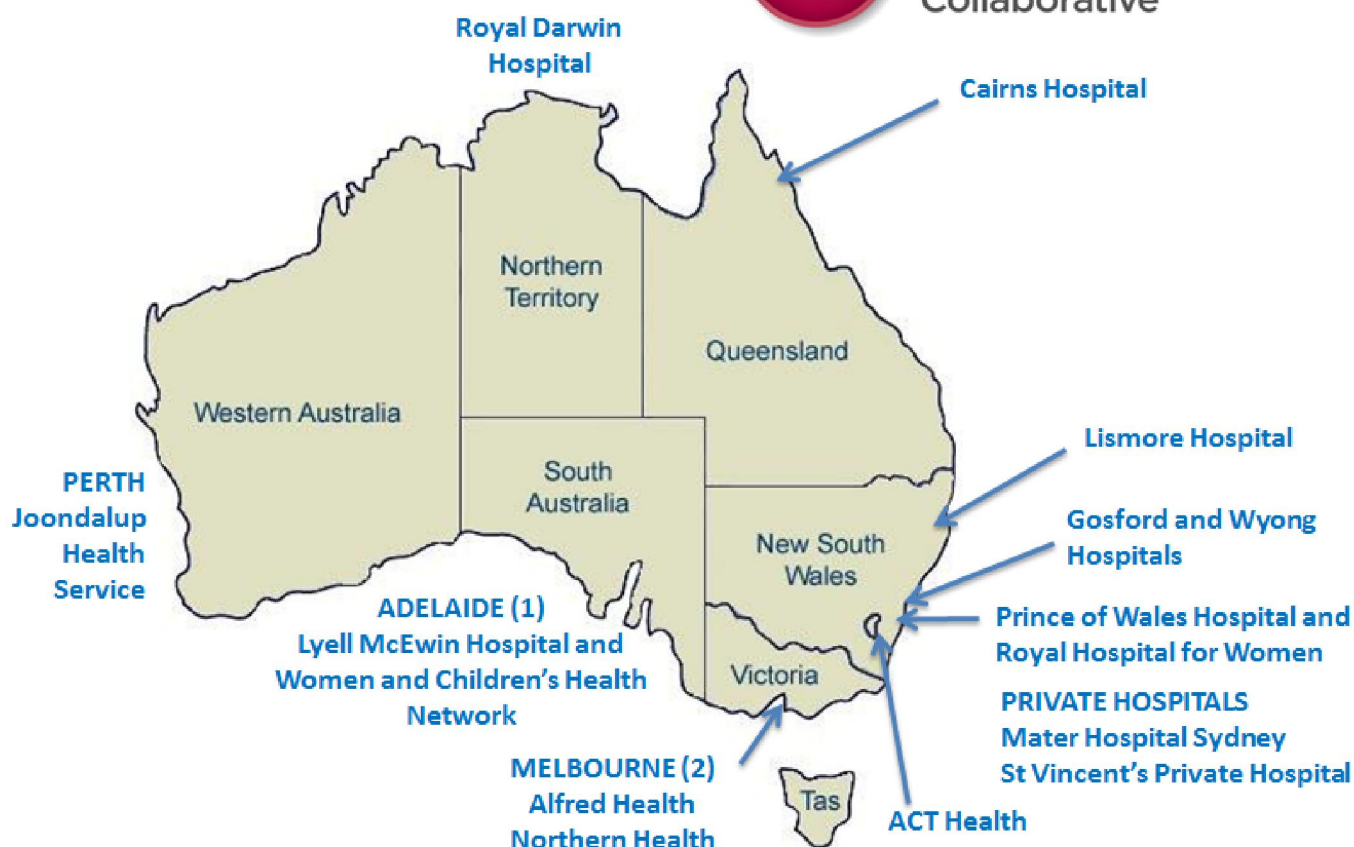 Collaborative
Royal Darwin
Hospital
Cairns Hospital
Northern
Territory
Queensland
Western Australia
Lismore Hospital
South
Australia
PERTH
Joondalup
Health
Service
Gosford and Wyong
Hospitals
New South
Wales
ADELAIDE (1)
Lyell McEwin Hospital and
Women and Children's Health
Network
Prince of Wales Hospital and
Royal Hospital for Women
Victoria
PRIVATE HOSPITALS
Mater Hospital Sydney
St Vincent's Private Hospital
MELBOURNE (2)
Alfred Health
Northern Health
Tas
ACT Health